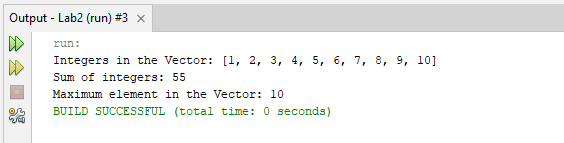 Output - Lab2 (run) #3 ×
run:
Integers in the Vector: [1, 2, 3, 4, 5, 6, 7, 8, 9, 10]
Sum of integers: 55
Maximum element in the Vector: 10
BUILD SUCCESSFUL (total time: 0 seconds)